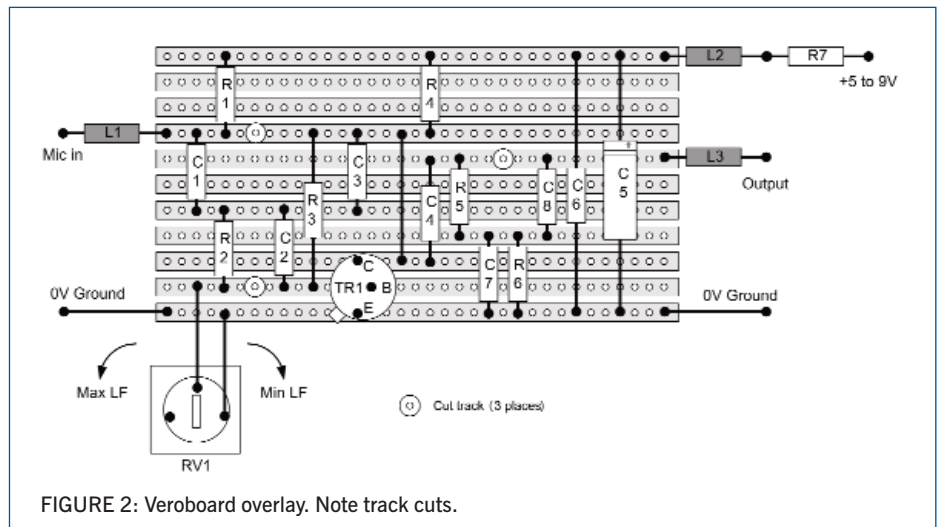 L2
R7
+5 to 9V
R
1
R
4
L1
Mic in
C
1
R
3
C
3
C
4
R
5
C
8
C
6
C
5
L3
Output
R
2
C
2
C
7
R
6
C
TR1
B
E
0V Ground
0V Ground
Max LF
Min LF
Cut track (3 places)
RV1
FIGURE 2: Veroboard overlay. Note track cuts.